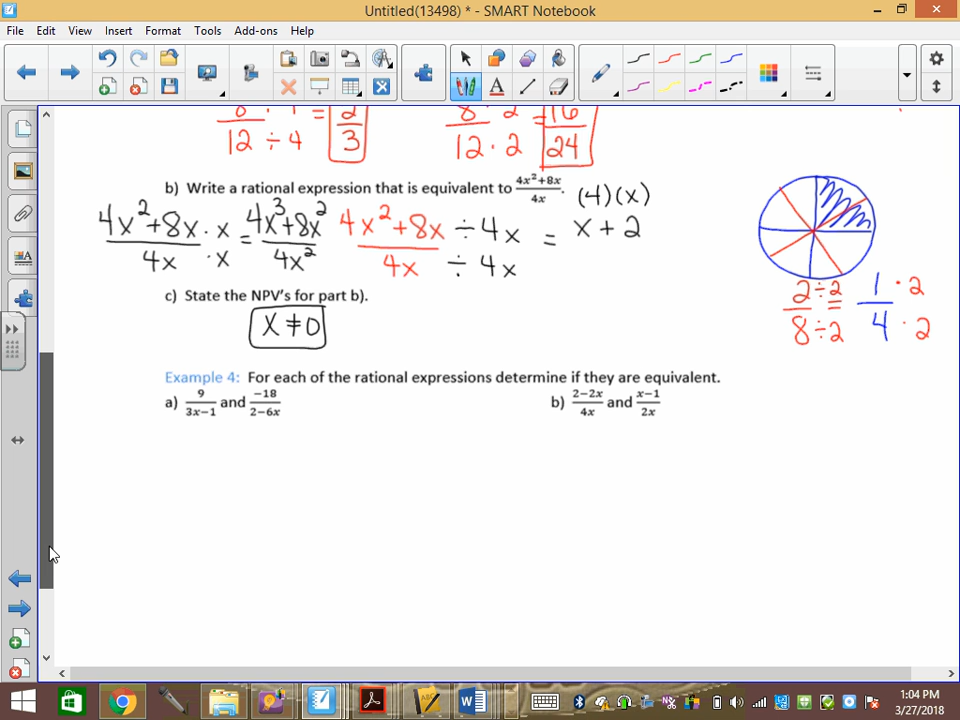 Untitled(13498) * - SMART Notebook
File Edit View Insert Format Tools Add-ons Help
12 ÷ 4 = 2/3
8 · 2 / 12 · 2 = 16/24
b) Write a rational expression that is equivalent to (4x²+8x)/4x. (4)(x)
(4x²+8x · x)/(4x · x) = (4x³+8x²)/4x² (4x²+8x ÷ 4x)/(4x ÷ 4x) = x + 2
c) State the NPV's for part b).
x ≠ 0
2÷2 / 8÷2 = 1 · 2 / 4 · 2
Example 4: For each of the rational expressions determine if they are equivalent.
a) 9/(3x−1) and −18/(2−6x) b) (2−2x)/4x and (x−1)/2x
1:04 PM
3/27/2018